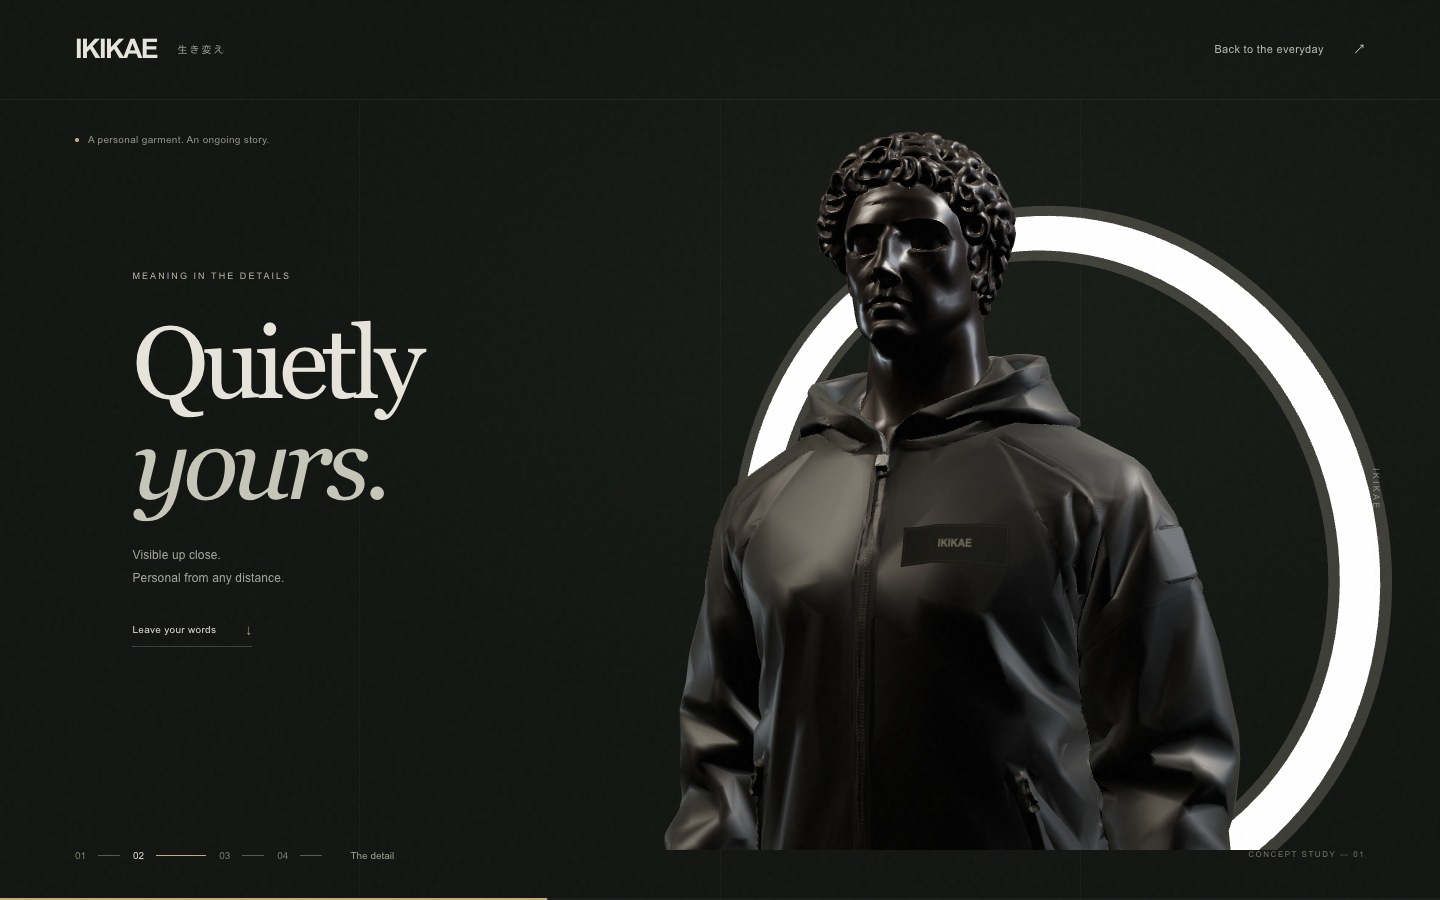 IKIKAE 生き変え
Back to the everyday ↗
A personal garment. An ongoing story.
MEANING IN THE DETAILS
Quietly
yours.
Visible up close.
Personal from any distance.
Leave your words ↓
IKIKAE
IKIKAE
01 02 03 04 The detail
CONCEPT STUDY — 01